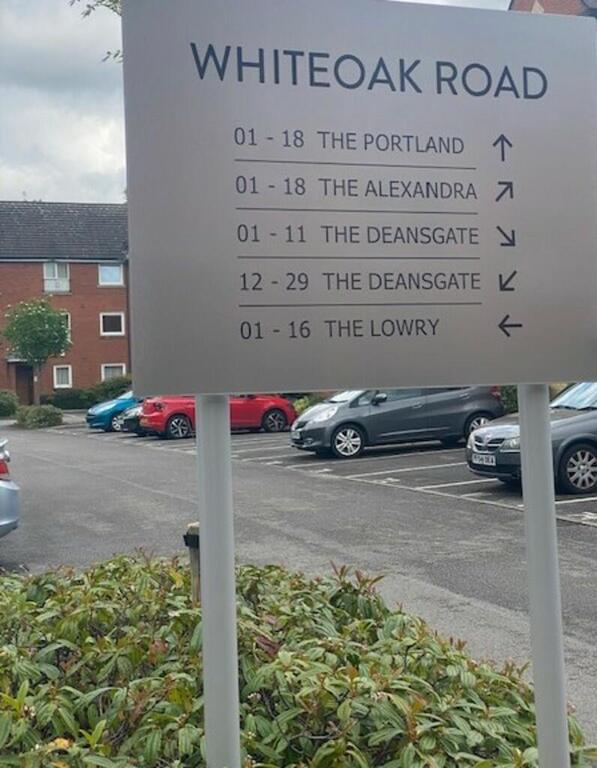 WHITEOAK ROAD
01 - 18 THE PORTLAND ↑
01 - 18 THE ALEXANDRA ↗
01 - 11 THE DEANSGATE ↘
12 - 29 THE DEANSGATE ↙
01 - 16 THE LOWRY ←